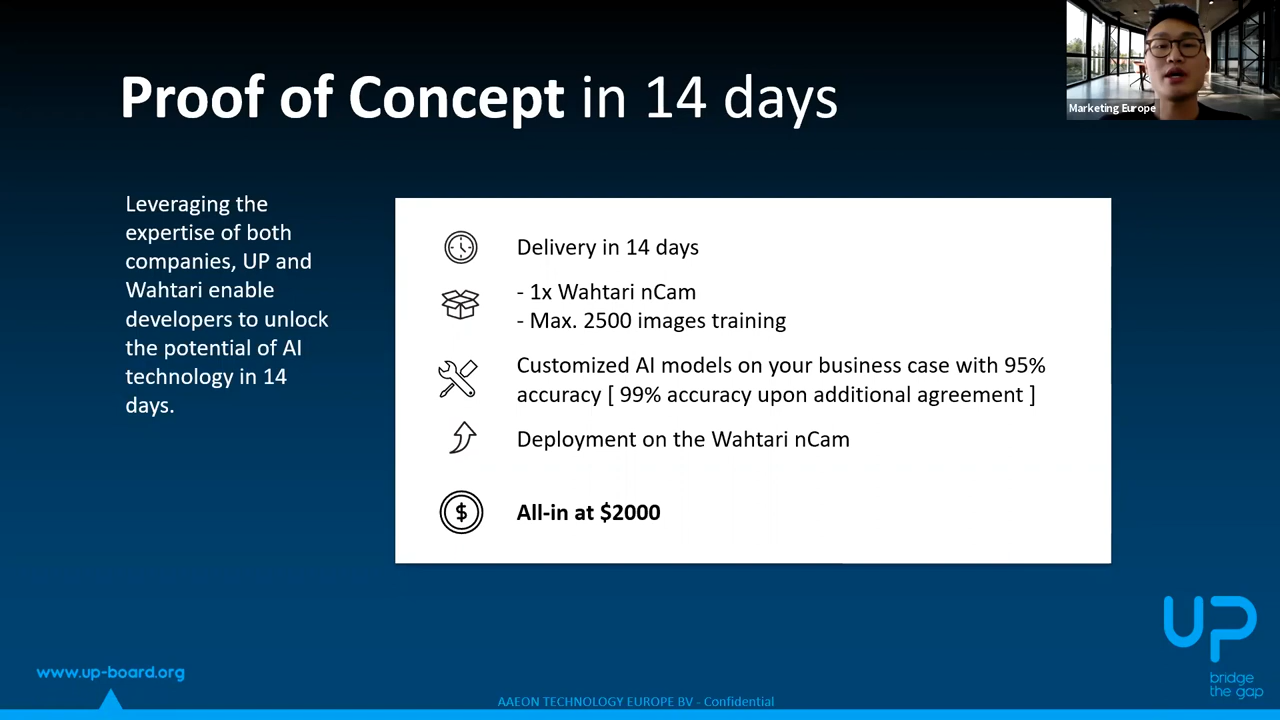 Proof of Concept in 14 days
Marketing Europe
Leveraging the
expertise of both
companies, UP and
Wahtari enable
developers to unlock
the potential of AI
technology in 14
days.
Delivery in 14 days
- 1x Wahtari nCam
- Max. 2500 images training
Customized AI models on your business case with 95%
accuracy [ 99% accuracy upon additional agreement ]
Deployment on the Wahtari nCam
$
All-in at $2000
UP
bridge
the gap
www.up-board.org
AAEON TECHNOLOGY EUROPE BV - Confidential